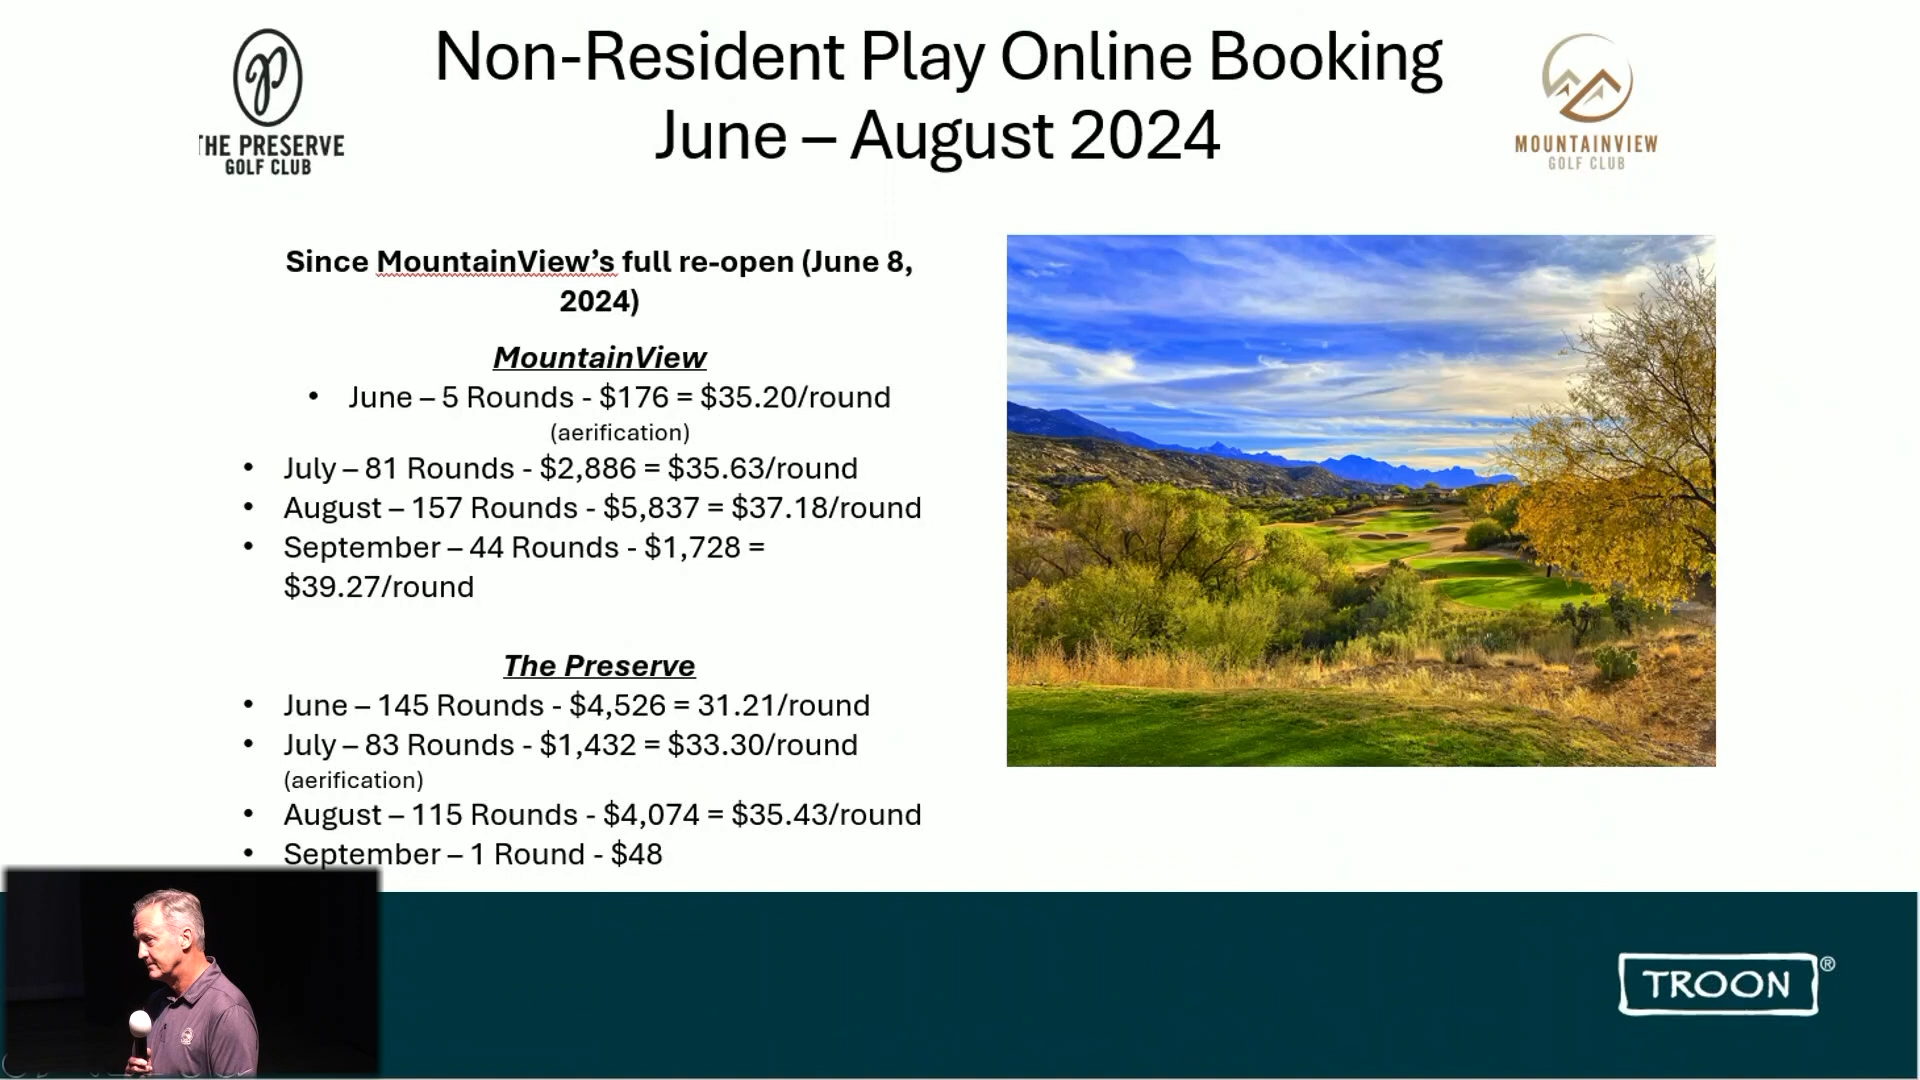 Non-Resident Play Online Booking
June – August 2024
THE PRESERVE
GOLF CLUB
MOUNTAINVIEW
GOLF CLUB
Since MountainView's full re-open (June 8,
2024)
MountainView
• June – 5 Rounds - $176 = $35.20/round
(aerification)
• July – 81 Rounds - $2,886 = $35.63/round
• August – 157 Rounds - $5,837 = $37.18/round
• September – 44 Rounds - $1,728 =
$39.27/round
The Preserve
• June – 145 Rounds - $4,526 = 31.21/round
• July – 83 Rounds - $1,432 = $33.30/round
(aerification)
• August – 115 Rounds - $4,074 = $35.43/round
• September – 1 Round - $48
TROON®